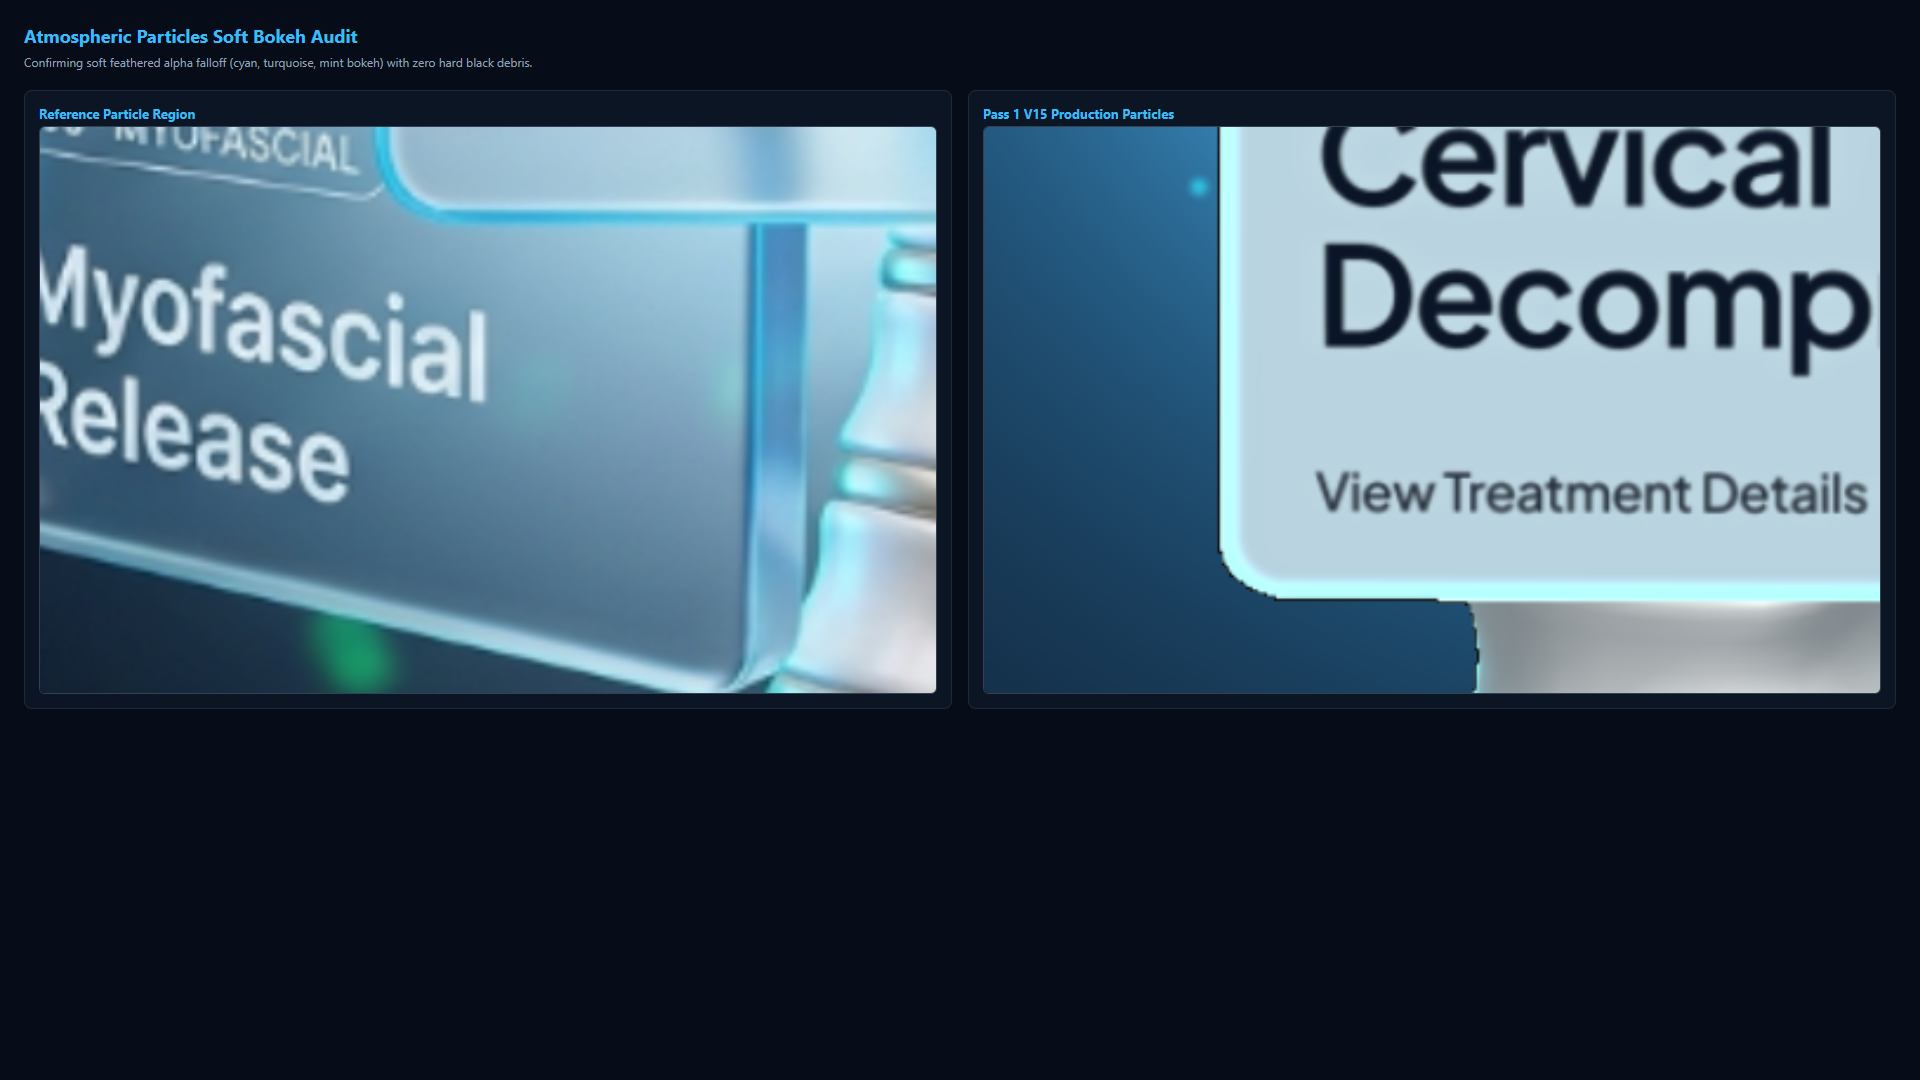 Atmospheric Particles Soft Bokeh Audit
Confirming soft feathered alpha falloff (cyan, turquoise, mint bokeh) with zero hard black debris.
Reference Particle Region
MYOFASCIAL
Myofascial
Release
Pass 1 V15 Production Particles
Cervical
Decomp
View Treatment Details